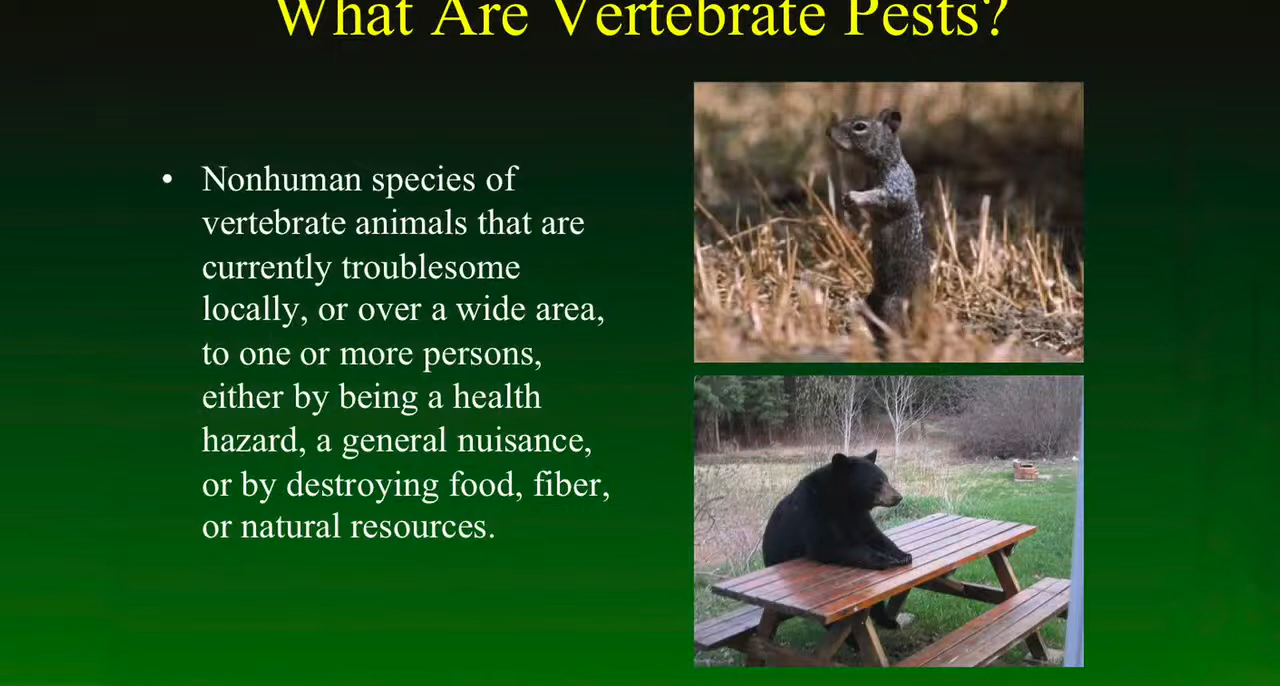 What Are Vertebrate Pests?
• Nonhuman species of
vertebrate animals that are
currently troublesome
locally, or over a wide area,
to one or more persons,
either by being a health
hazard, a general nuisance,
or by destroying food, fiber,
or natural resources.